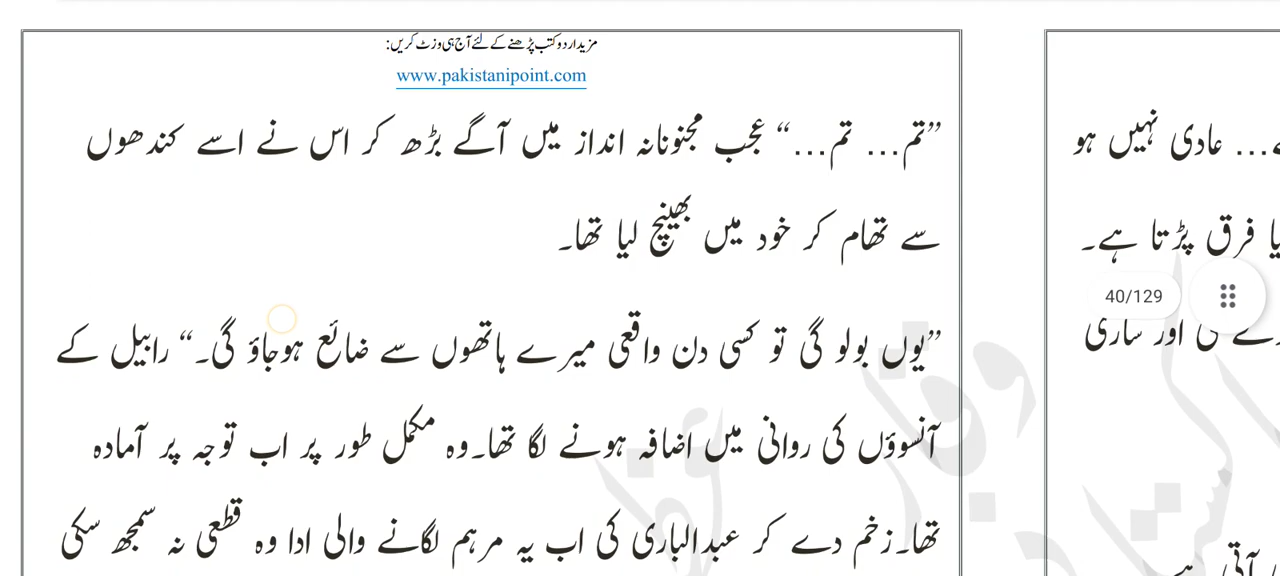 مزید اردو کتب پڑھنے کے لئے آج ہی وزٹ کریں:
www.pakistanipoint.com
”تم... تم...“ عجب مجنونانہ انداز میں آگے بڑھ کر اس نے اسے کندھوں
سے تھام کر خود میں بھینچ لیا تھا۔
”یوں بولو گی تو کسی دن واقعی میرے ہاتھوں سے ضائع ہوجاؤ گی۔“ رابیل کے
آنسوؤں کی روانی میں اضافہ ہونے لگا تھا۔وہ مکمل طور پر اب توجہ پر آمادہ
تھا۔زخم دے کر عبدالباری کی اب یہ مرہم لگانے والی ادا وہ قطعی نہ سمجھ سکی
... عادی نہیں ہو
فرق پڑتا ہے۔
40/129
اور ساری
آتی ہے